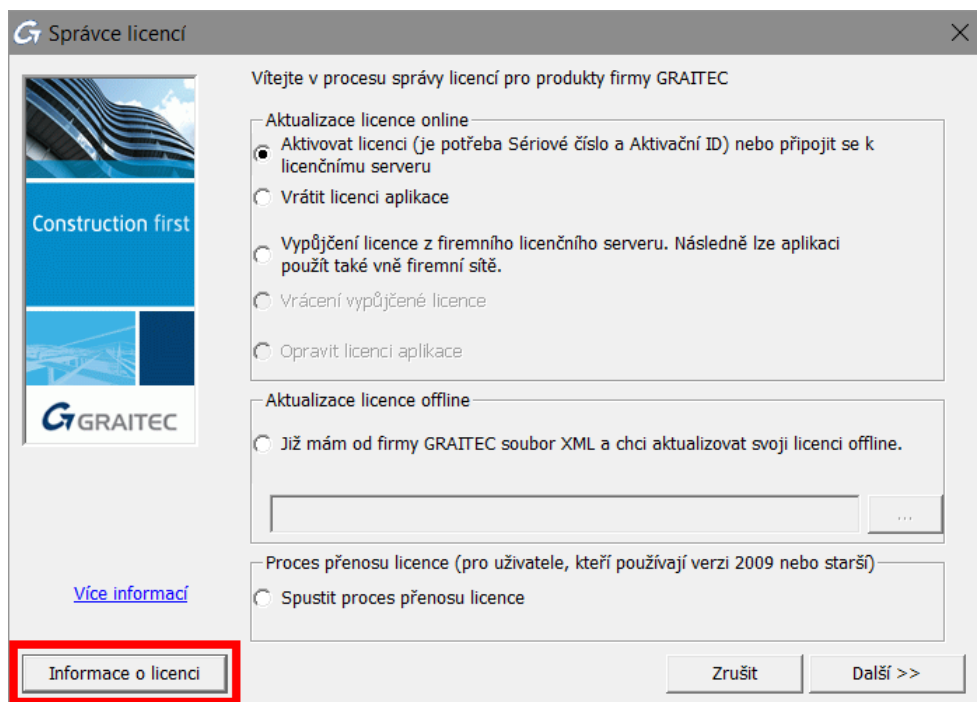 Správce licencí
Vítejte v procesu správy licencí pro produkty firmy GRAITEC
Aktualizace licence online
Aktivovat licenci (je potřeba Sériové číslo a Aktivační ID) nebo připojit se k
licenčnímu serveru
Vrátit licenci aplikace
Construction first
Vypůjčení licence z firemního licenčního serveru. Následně lze aplikaci
použít také vně firemní sítě.
Vrácení vypůjčené licence
Opravit licenci aplikace
GRAITEC
Aktualizace licence offline
Již mám od firmy GRAITEC soubor XML a chci aktualizovat svoji licenci offline.
...
Proces přenosu licence (pro uživatele, kteří používají verzi 2009 nebo starší)
Spustit proces přenosu licence
Více informací
Informace o licenci
Zrušit
Další >>